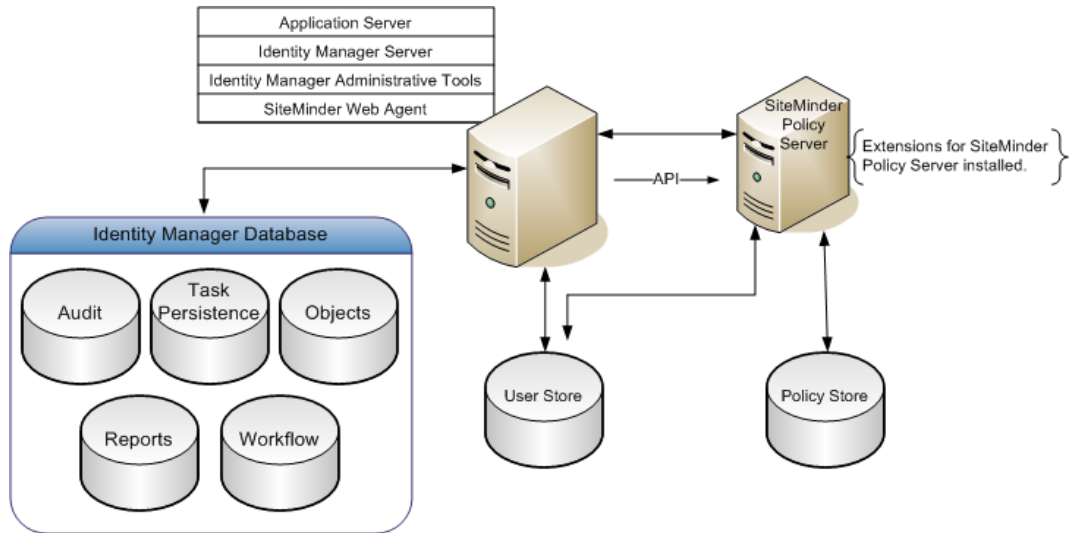 Application Server
Identity Manager Server
Identity Manager Administrative Tools
SiteMinder Web Agent
SiteMinder
Policy
Server
Extensions for SiteMinder
Policy Server installed.
API
Identity Manager Database
Audit
Task
Persistence
Objects
Reports
Workflow
User Store
Policy Store